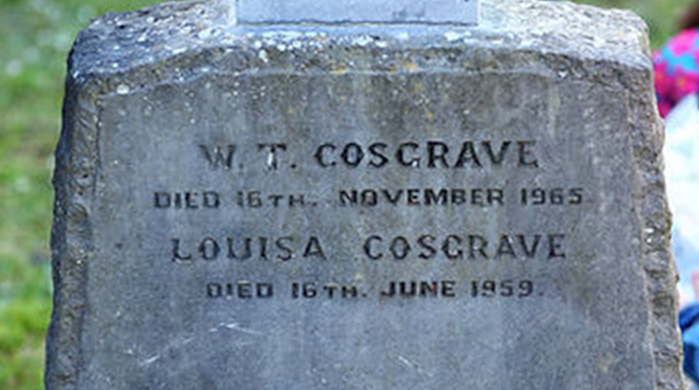 W. T. COSGRAVE
DIED 16TH. NOVEMBER 1965
LOUISA COSGRAVE
DIED 16TH. JUNE 1959.